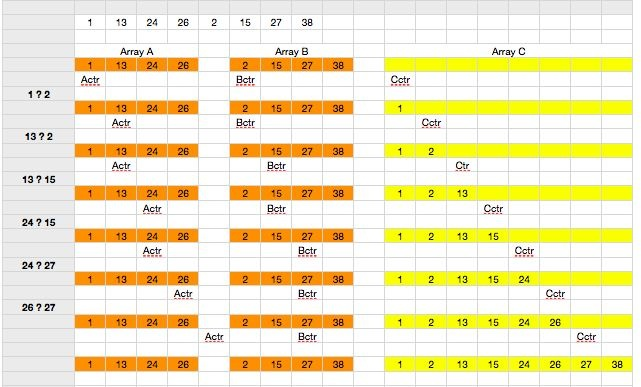 1 13 24 26 2 15 27 38
Array A Array B Array C
1 13 24 26 2 15 27 38
Actr Bctr Cctr
1 ? 2
1 13 24 26 2 15 27 38 1
Actr Bctr Cctr
13 ? 2
1 13 24 26 2 15 27 38 1 2
Actr Bctr Ctr
13 ? 15
1 13 24 26 2 15 27 38 1 2 13
Actr Bctr Cctr
24 ? 15
1 13 24 26 2 15 27 38 1 2 13 15
Actr Bctr Cctr
24 ? 27
1 13 24 26 2 15 27 38 1 2 13 15 24
Actr Bctr Cctr
26 ? 27
1 13 24 26 2 15 27 38 1 2 13 15 24 26
Actr Bctr Cctr
1 13 24 26 2 15 27 38 1 2 13 15 24 26 27 38